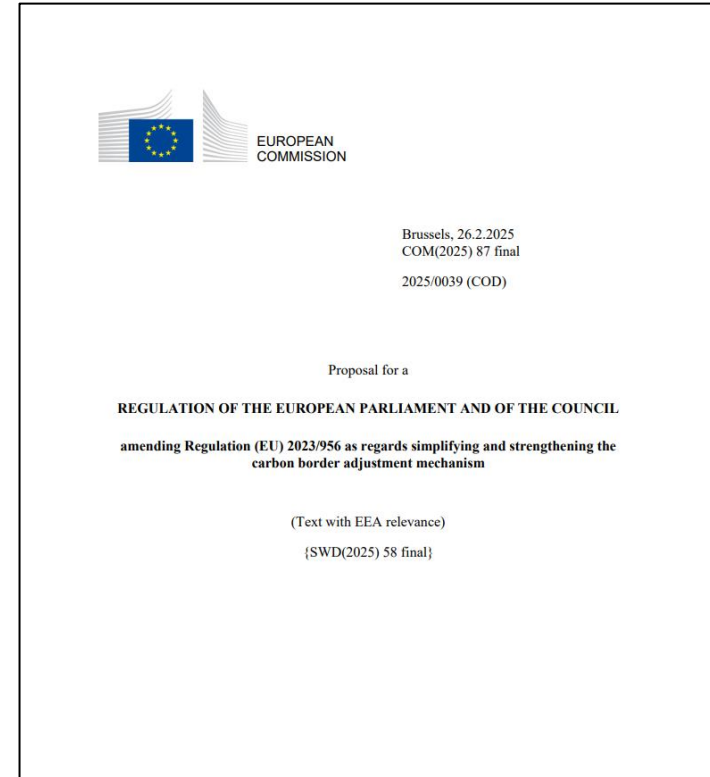 EUROPEAN
COMMISSION
Brussels, 26.2.2025
COM(2025) 87 final
2025/0039 (COD)
Proposal for a
REGULATION OF THE EUROPEAN PARLIAMENT AND OF THE COUNCIL
amending Regulation (EU) 2023/956 as regards simplifying and strengthening the
carbon border adjustment mechanism
(Text with EEA relevance)
{SWD(2025) 58 final}